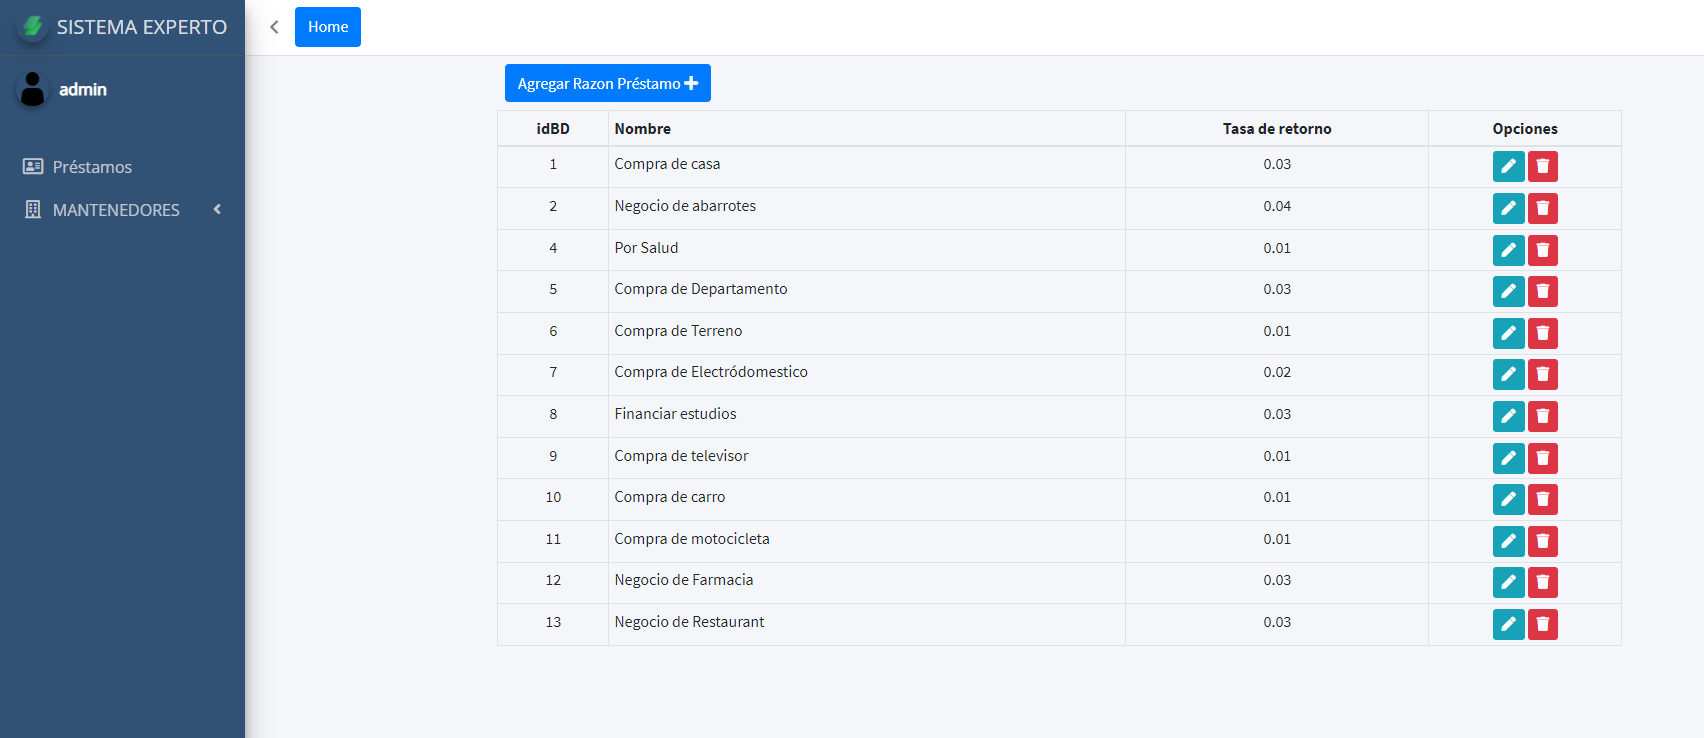 SISTEMA EXPERTO
Home
admin
Préstamos
MANTENEDORES
Agregar Razon Préstamo
idBD Nombre Tasa de retorno Opciones
1 Compra de casa 0.03
2 Negocio de abarrotes 0.04
4 Por Salud 0.01
5 Compra de Departamento 0.03
6 Compra de Terreno 0.01
7 Compra de Electródomestico 0.02
8 Financiar estudios 0.03
9 Compra de televisor 0.01
10 Compra de carro 0.01
11 Compra de motocicleta 0.01
12 Negocio de Farmacia 0.03
13 Negocio de Restaurant 0.03